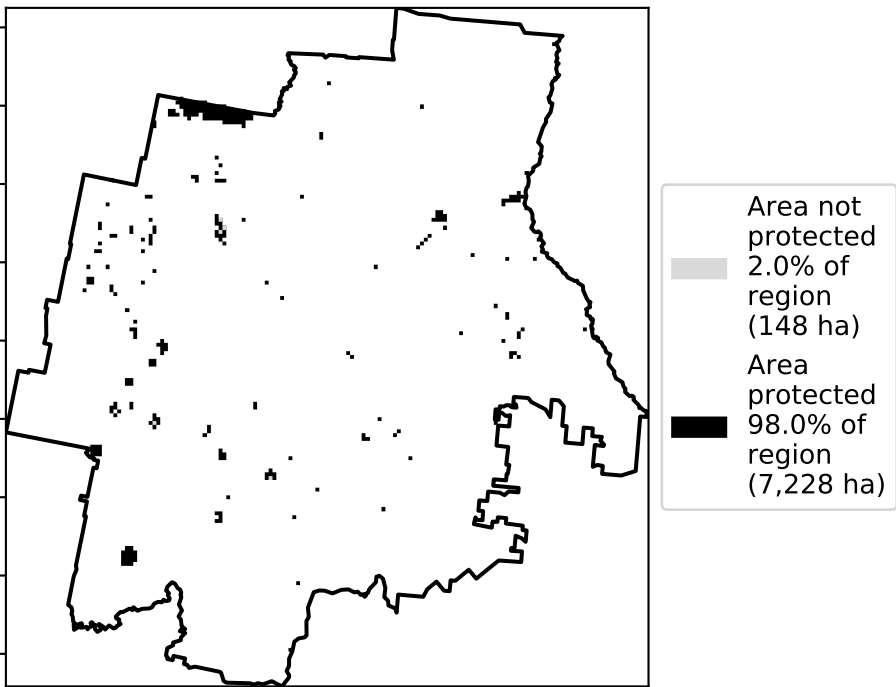 Area not
protected
2.0% of
region
(148 ha)
Area
protected
98.0% of
region
(7,228 ha)